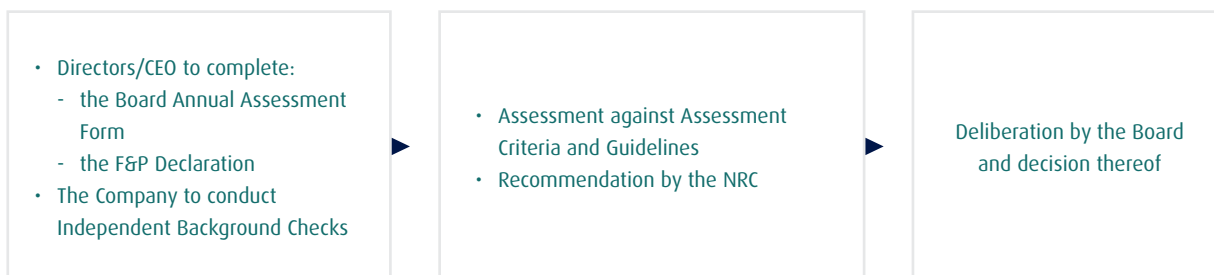 • Directors/CEO to complete:
- the Board Annual Assessment
Form
- the F&P Declaration
• The Company to conduct
Independent Background Checks
• Assessment against Assessment
Criteria and Guidelines
• Recommendation by the NRC
Deliberation by the Board
and decision thereof